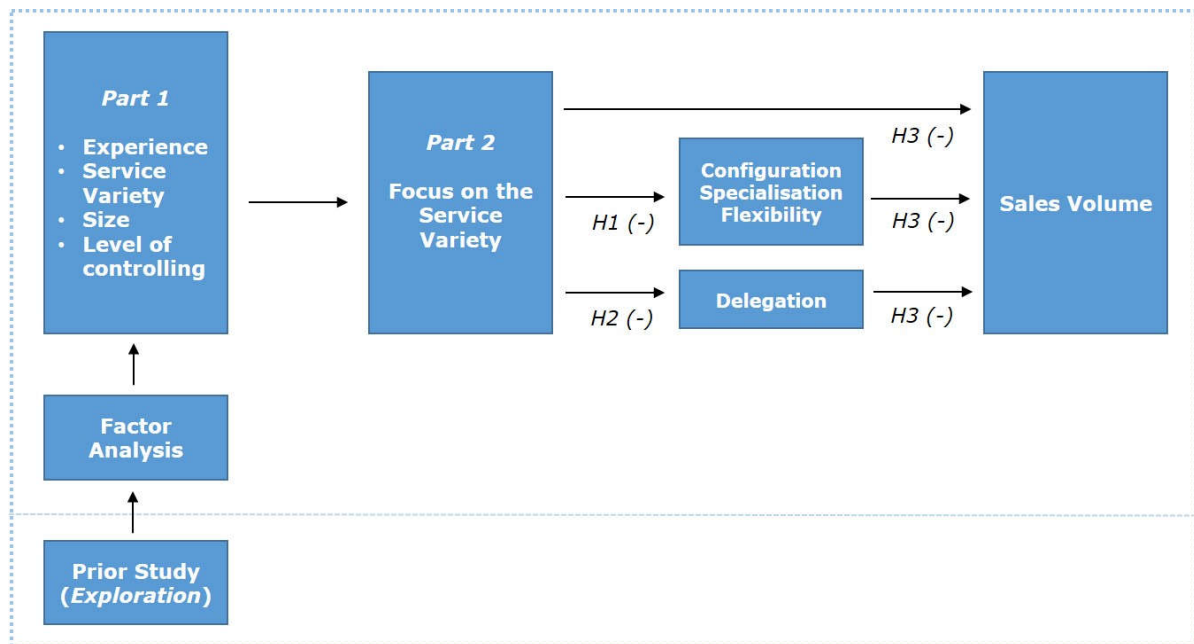 Part 1
• Experience
• Service
Variety
• Size
• Level of
controlling
Part 2
Focus on the
Service
Variety
H1 (-)
H2 (-)
Configuration
Specialisation
Flexibility
Delegation
H3 (-)
H3 (-)
H3 (-)
Sales Volume
Factor
Analysis
Prior Study
(Exploration)